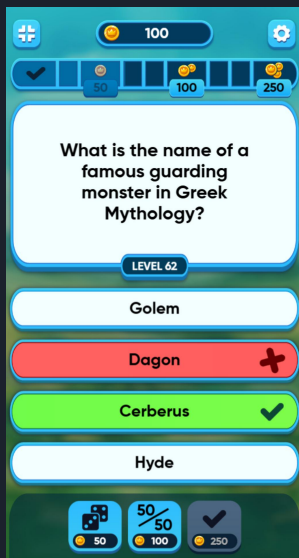 100
50
100
250
What is the name of a
famous guarding
monster in Greek
Mythology?
LEVEL 62
Golem
Dagon
Cerberus
Hyde
50
50/50
100
250